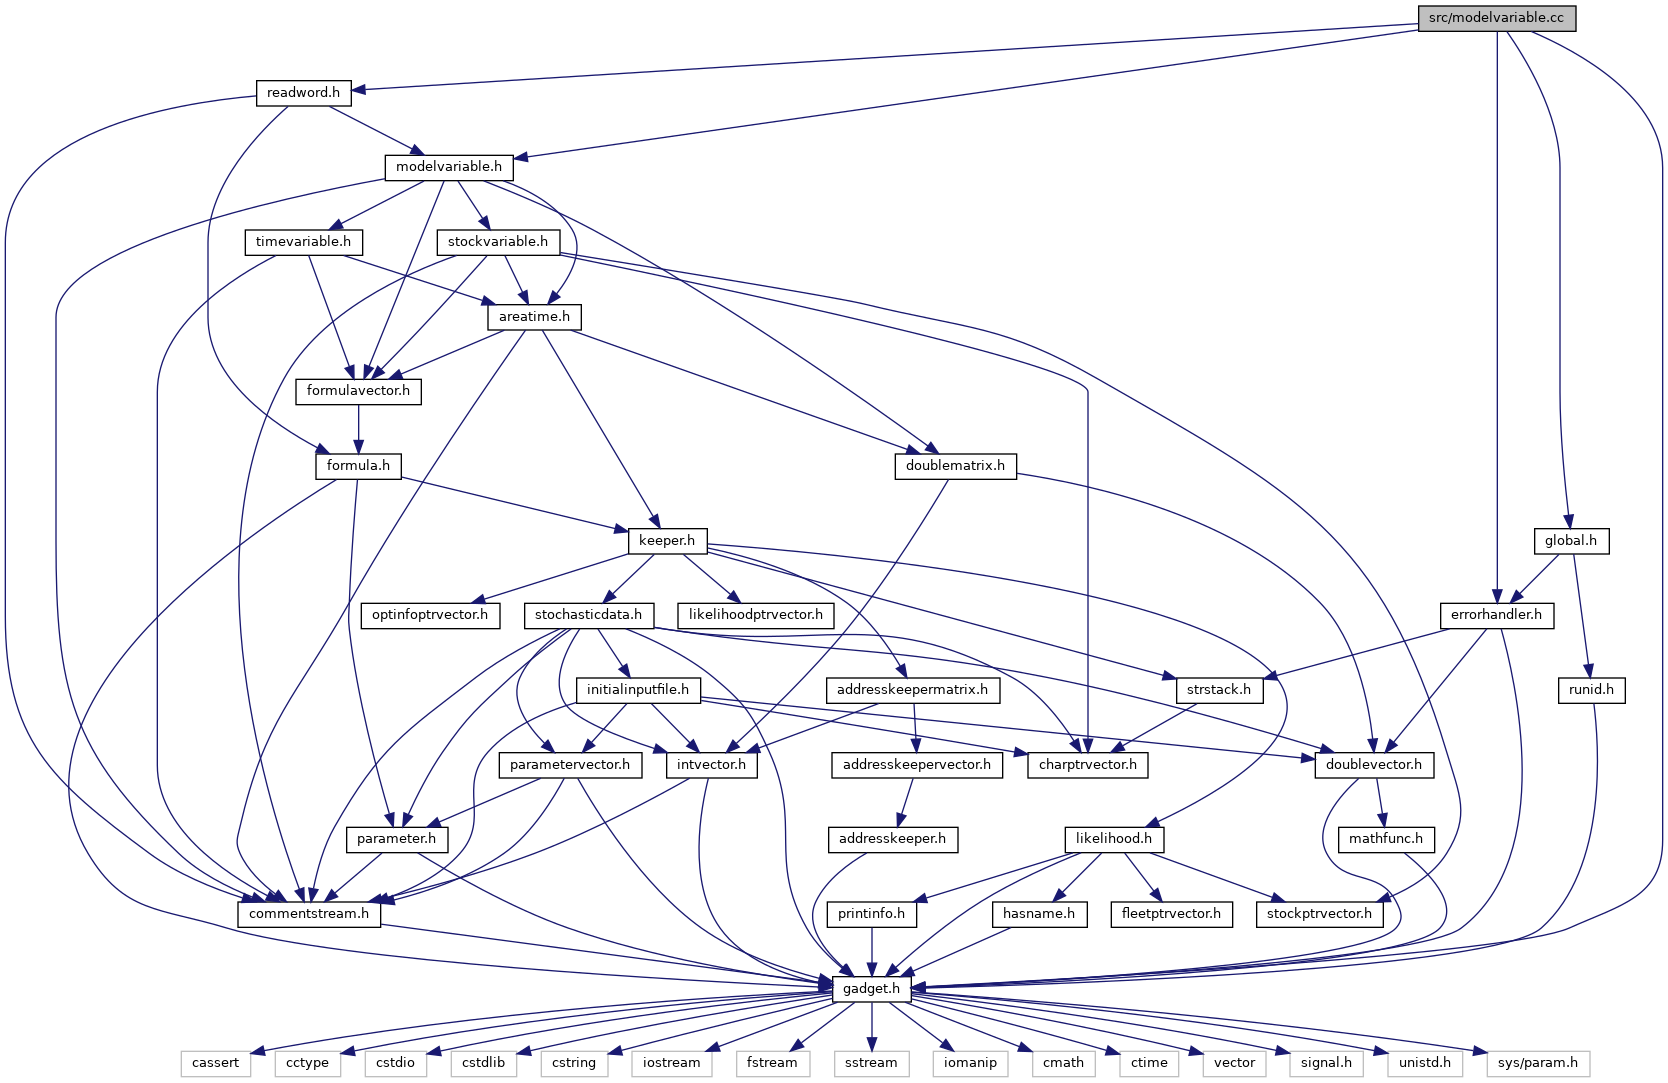 src/modelvariable.cc
readword.h
modelvariable.h
timevariable.h
stockvariable.h
areatime.h
formulavector.h
formula.h
doublematrix.h
keeper.h
global.h
optinfoptrvector.h
stochasticdata.h
likelihoodptrvector.h
errorhandler.h
initialinputfile.h
addresskeepermatrix.h
strstack.h
runid.h
parametervector.h
intvector.h
addresskeepervector.h
charptrvector.h
doublevector.h
parameter.h
addresskeeper.h
likelihood.h
mathfunc.h
commentstream.h
printinfo.h
hasname.h
fleetptrvector.h
stockptrvector.h
gadget.h
cassert
cctype
cstdio
cstdlib
cstring
iostream
fstream
sstream
iomanip
cmath
ctime
vector
signal.h
unistd.h
sys/param.h